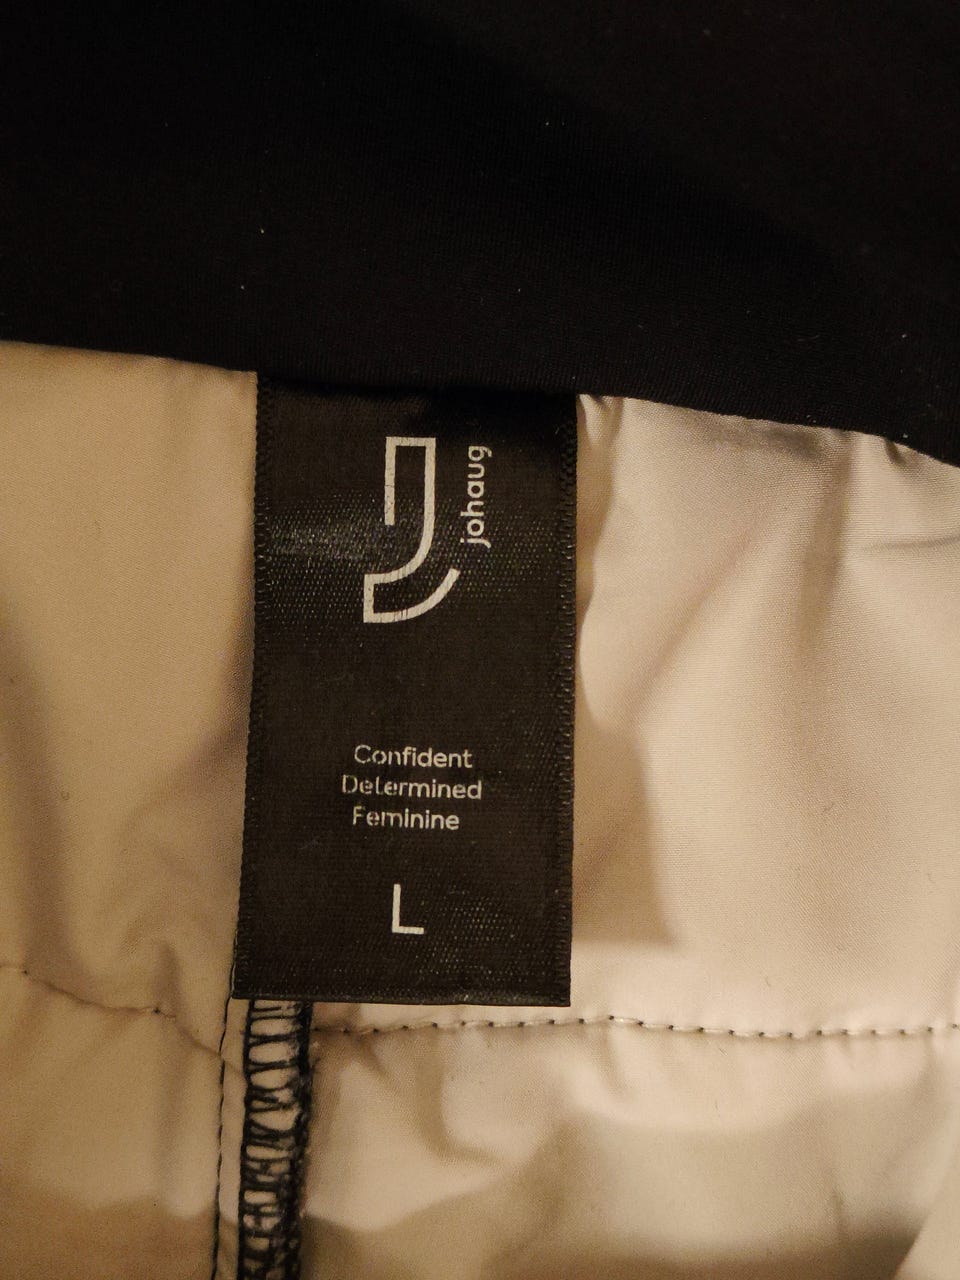 johaug
Confident
Determined
Feminine
L